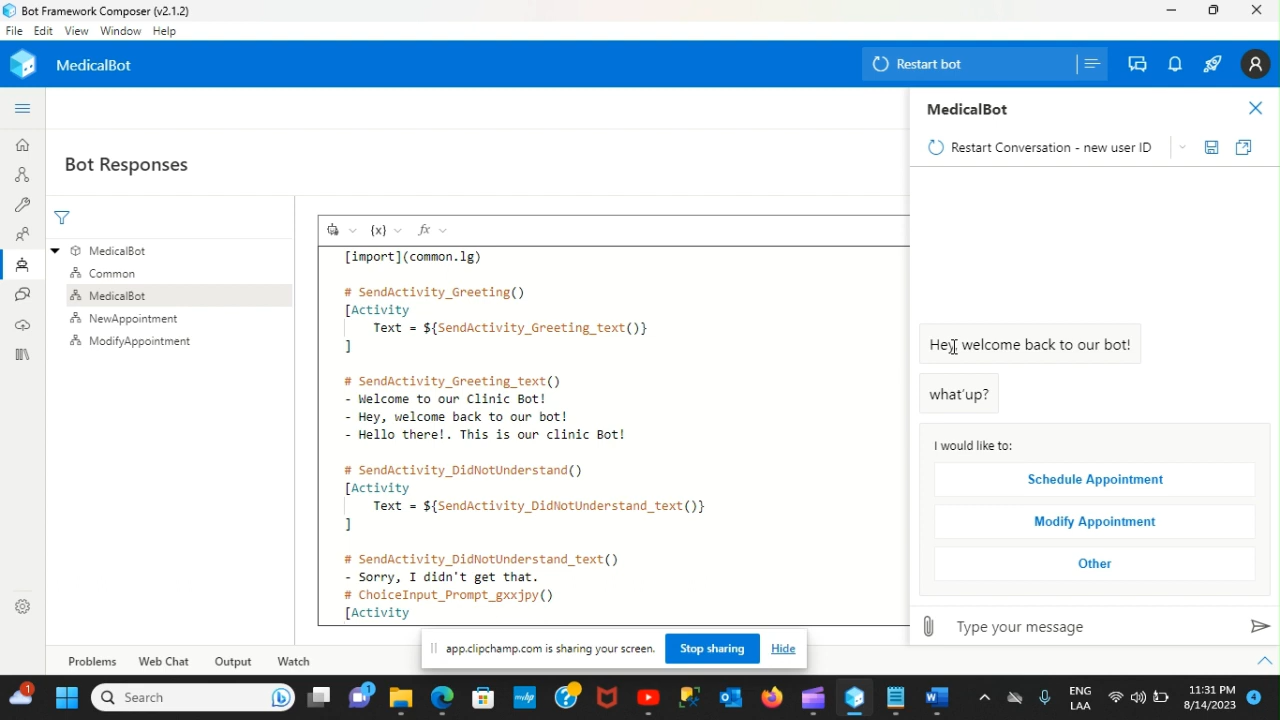 Bot Framework Composer (v2.1.2)
File Edit View Window Help
MedicalBot
Restart bot
Bot Responses
MedicalBot
Common
MedicalBot
NewAppointment
ModifyAppointment
{x} fx
[import](common.lg)
# SendActivity_Greeting()
[Activity
Text = ${SendActivity_Greeting_text()}
]
# SendActivity_Greeting_text()
- Welcome to our Clinic Bot!
- Hey, welcome back to our bot!
- Hello there!. This is our clinic Bot!
# SendActivity_DidNotUnderstand()
[Activity
Text = ${SendActivity_DidNotUnderstand_text()}
]
# SendActivity_DidNotUnderstand_text()
- Sorry, I didn't get that.
# ChoiceInput_Prompt_gxxjpy()
[Activity
MedicalBot
Restart Conversation - new user ID
Hey, welcome back to our bot!
what'up?
I would like to:
Schedule Appointment
Modify Appointment
Other
Type your message
app.clipchamp.com is sharing your screen. Stop sharing Hide
Problems Web Chat Output Watch
1
Search
1
mhp
ENG
LAA
11:31 PM
8/14/2023
4